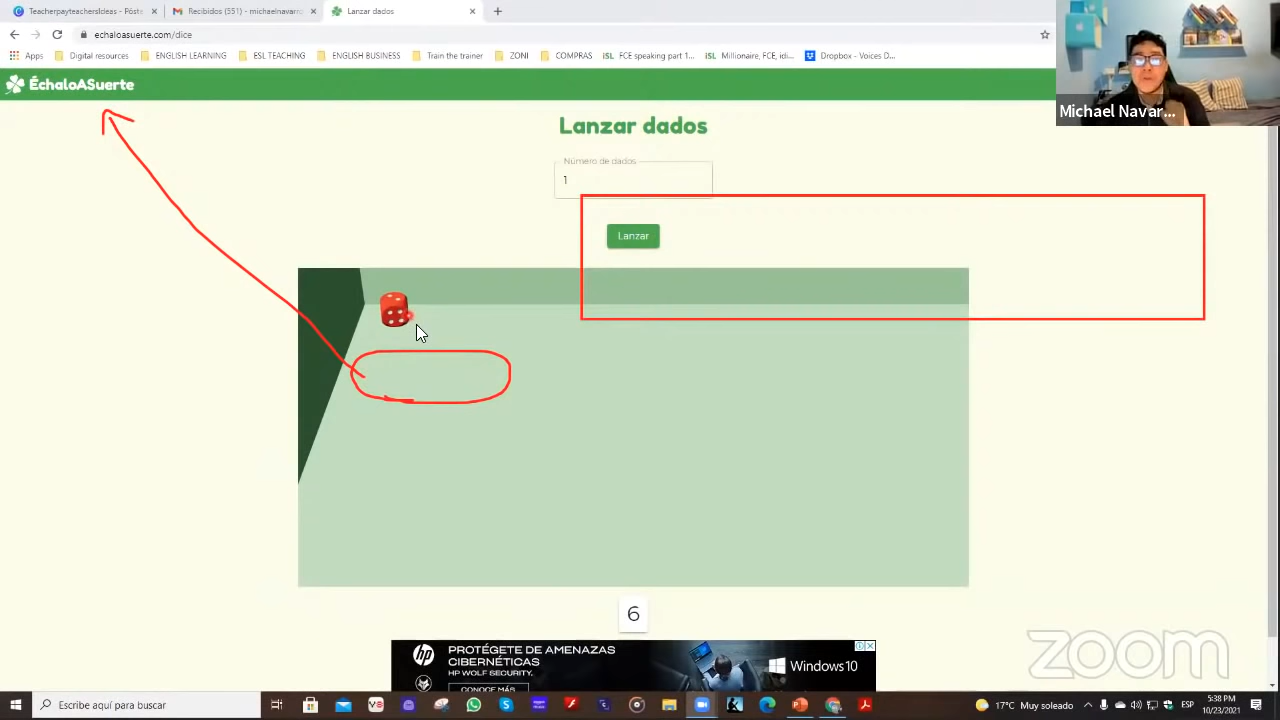 TeacherpayteachersIdeas - Póste
Recibidos (551) - michaelnavarro
Lanzar dados
echaloasuerte.com/dice
Apps
Digital resources
ENGLISH LEARNING
ESL TEACHING
ENGLISH BUSINESS
Train the trainer
ZONI
COMPRAS
iSL FCE speaking part 1...
iSL Millionaire, FCE, idi...
Dropbox - Voices D...
ÉchaloASuerte
Michael Navar...
Lanzar dados
Número de dados
1
Lanzar
6
hp
PROTÉGETE DE AMENAZAS
CIBERNÉTICAS
HP WOLF SECURITY.
CONOCE MÁS
Windows10
zoom
Escribe aquí para buscar
17°C Muy soleado
ESP
5:38 PM
10/23/2021